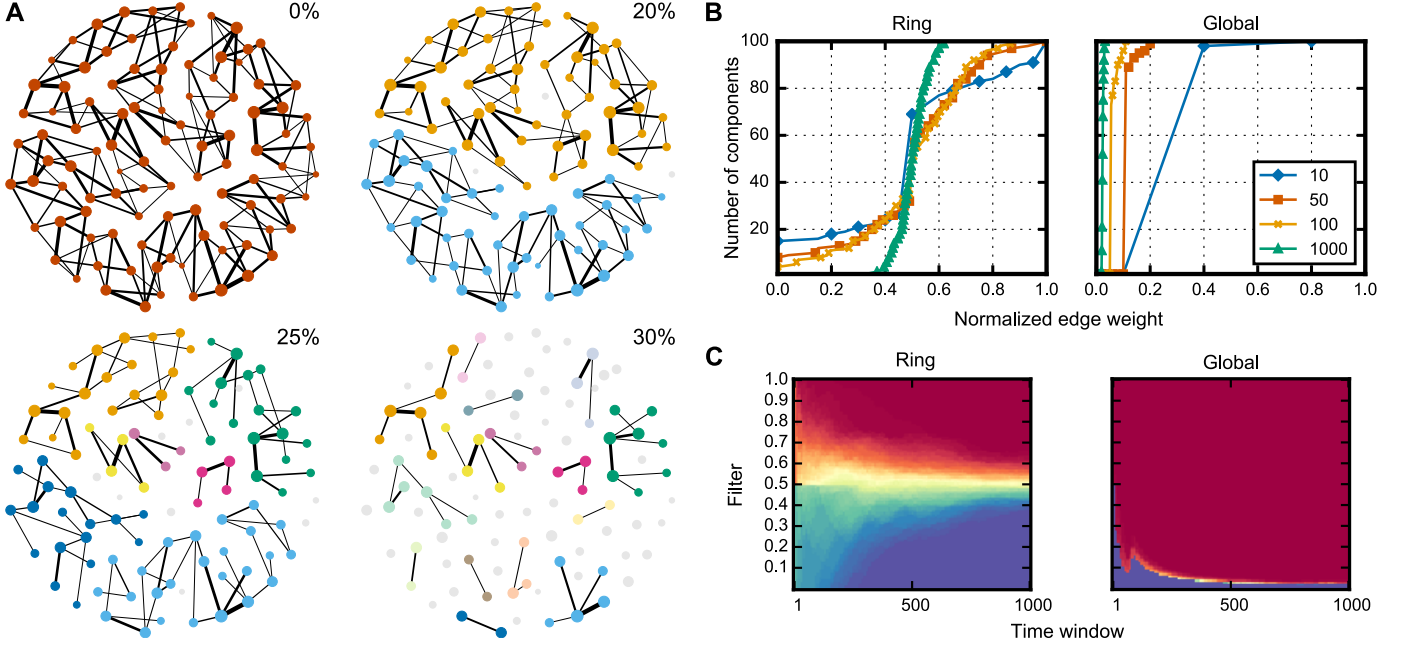 A
0%
20%
25%
30%
B
Ring
Global
Number of components
100
80
60
40
20
0.0 0.2 0.4 0.6 0.8 1.0
0.0 0.2 0.4 0.6 0.8 1.0
10
50
100
1000
Normalized edge weight
C
Ring
Global
Filter
1.0
0.9
0.8
0.7
0.6
0.5
0.4
0.3
0.2
0.1
1 500 1000
1 500 1000
Time window